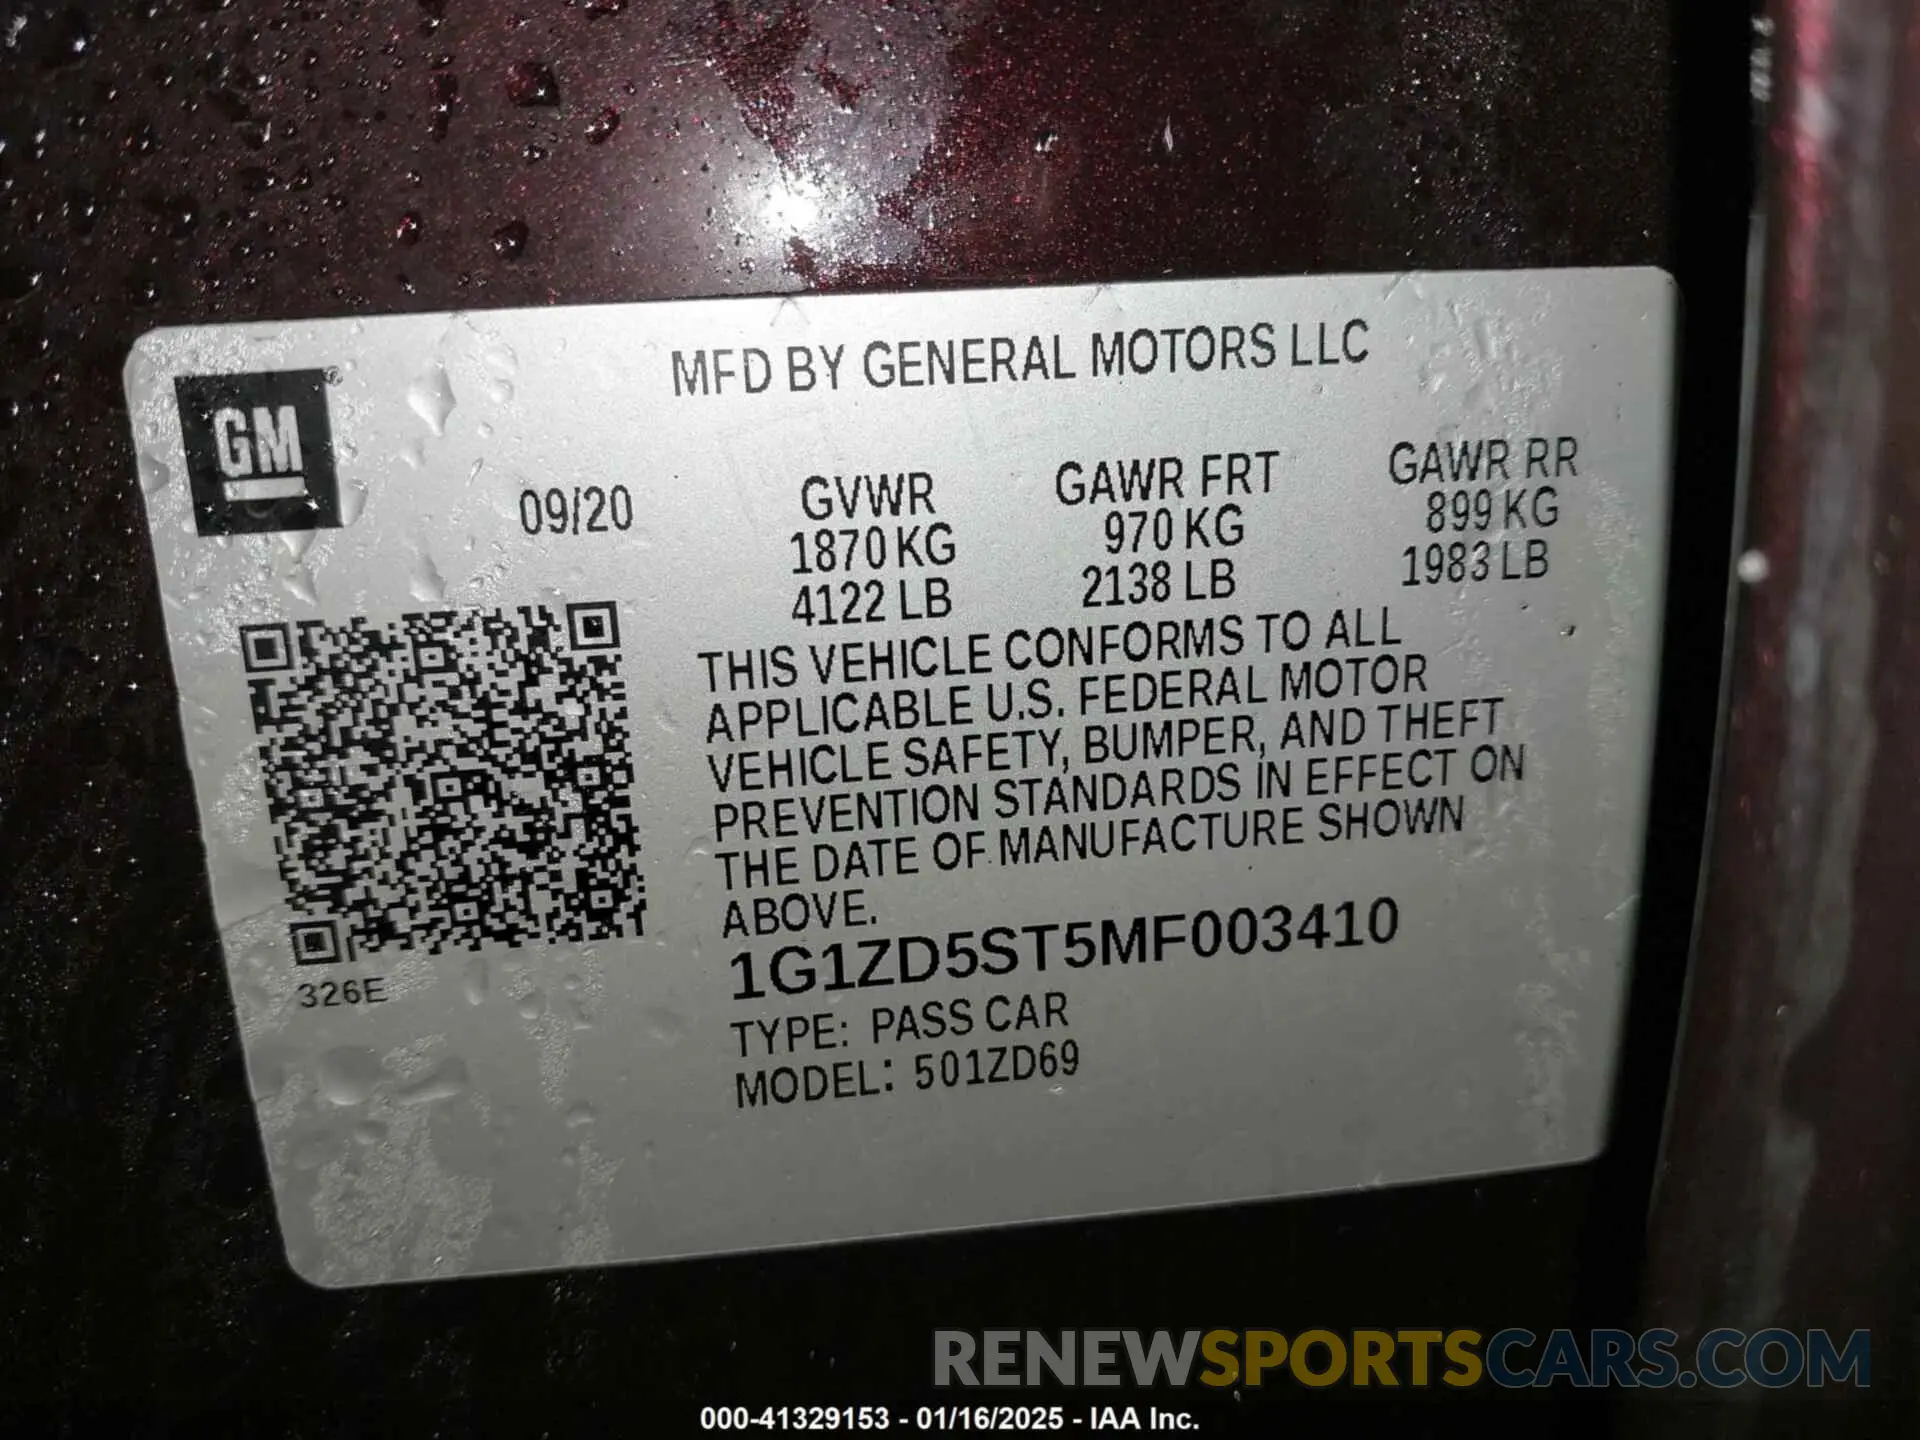 MFD BY GENERAL MOTORS LLC
GM
09/20
GVWR
1870 KG
4122 LB
GAWR FRT
970 KG
2138 LB
GAWR RR
899 KG
1983 LB
THIS VEHICLE CONFORMS TO ALL
APPLICABLE U.S. FEDERAL MOTOR
VEHICLE SAFETY, BUMPER, AND THEFT
PREVENTION STANDARDS IN EFFECT ON
THE DATE OF MANUFACTURE SHOWN
ABOVE.
1G1ZD5ST5MF003410
326E
TYPE: PASS CAR
MODEL: 501ZD69
RENEWSPORTSCARS.COM
000-41329153 - 01/16/2025 - IAA Inc.